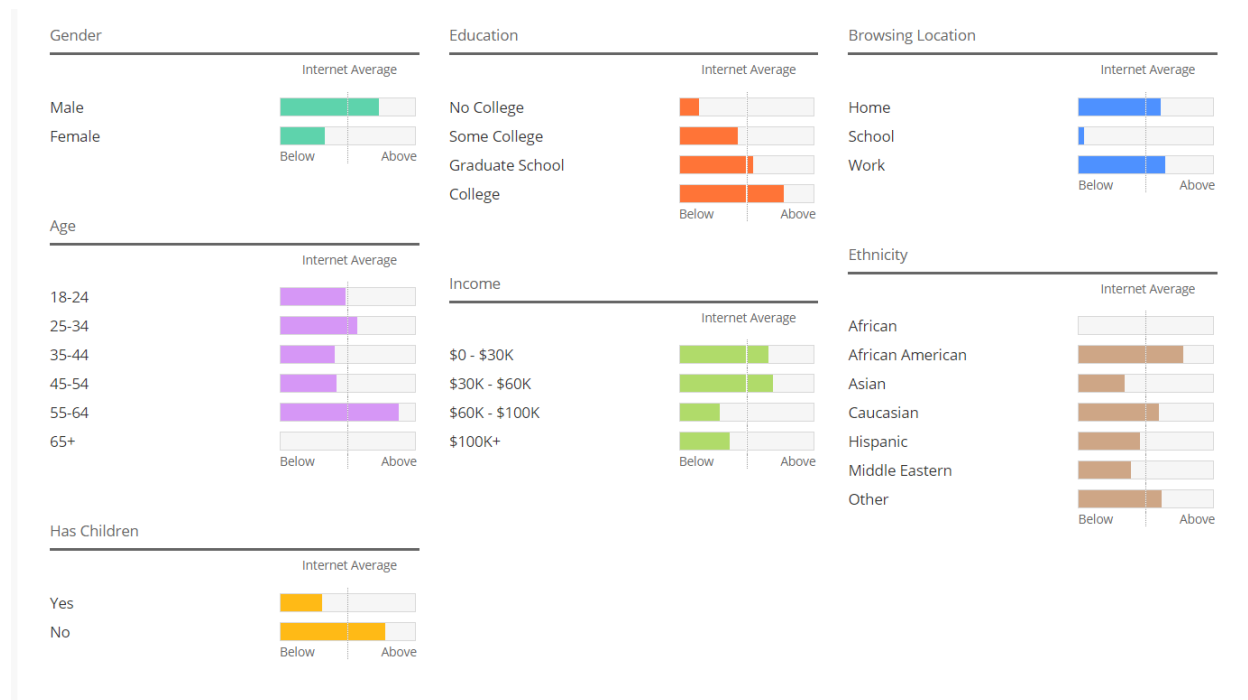 Gender
Internet Average
Male
Female
Below Above
Age
Internet Average
18-24
25-34
35-44
45-54
55-64
65+
Below Above
Has Children
Internet Average
Yes
No
Below Above
Education
Internet Average
No College
Some College
Graduate School
College
Below Above
Income
Internet Average
$0 - $30K
$30K - $60K
$60K - $100K
$100K+
Below Above
Browsing Location
Internet Average
Home
School
Work
Below Above
Ethnicity
Internet Average
African
African American
Asian
Caucasian
Hispanic
Middle Eastern
Other
Below Above